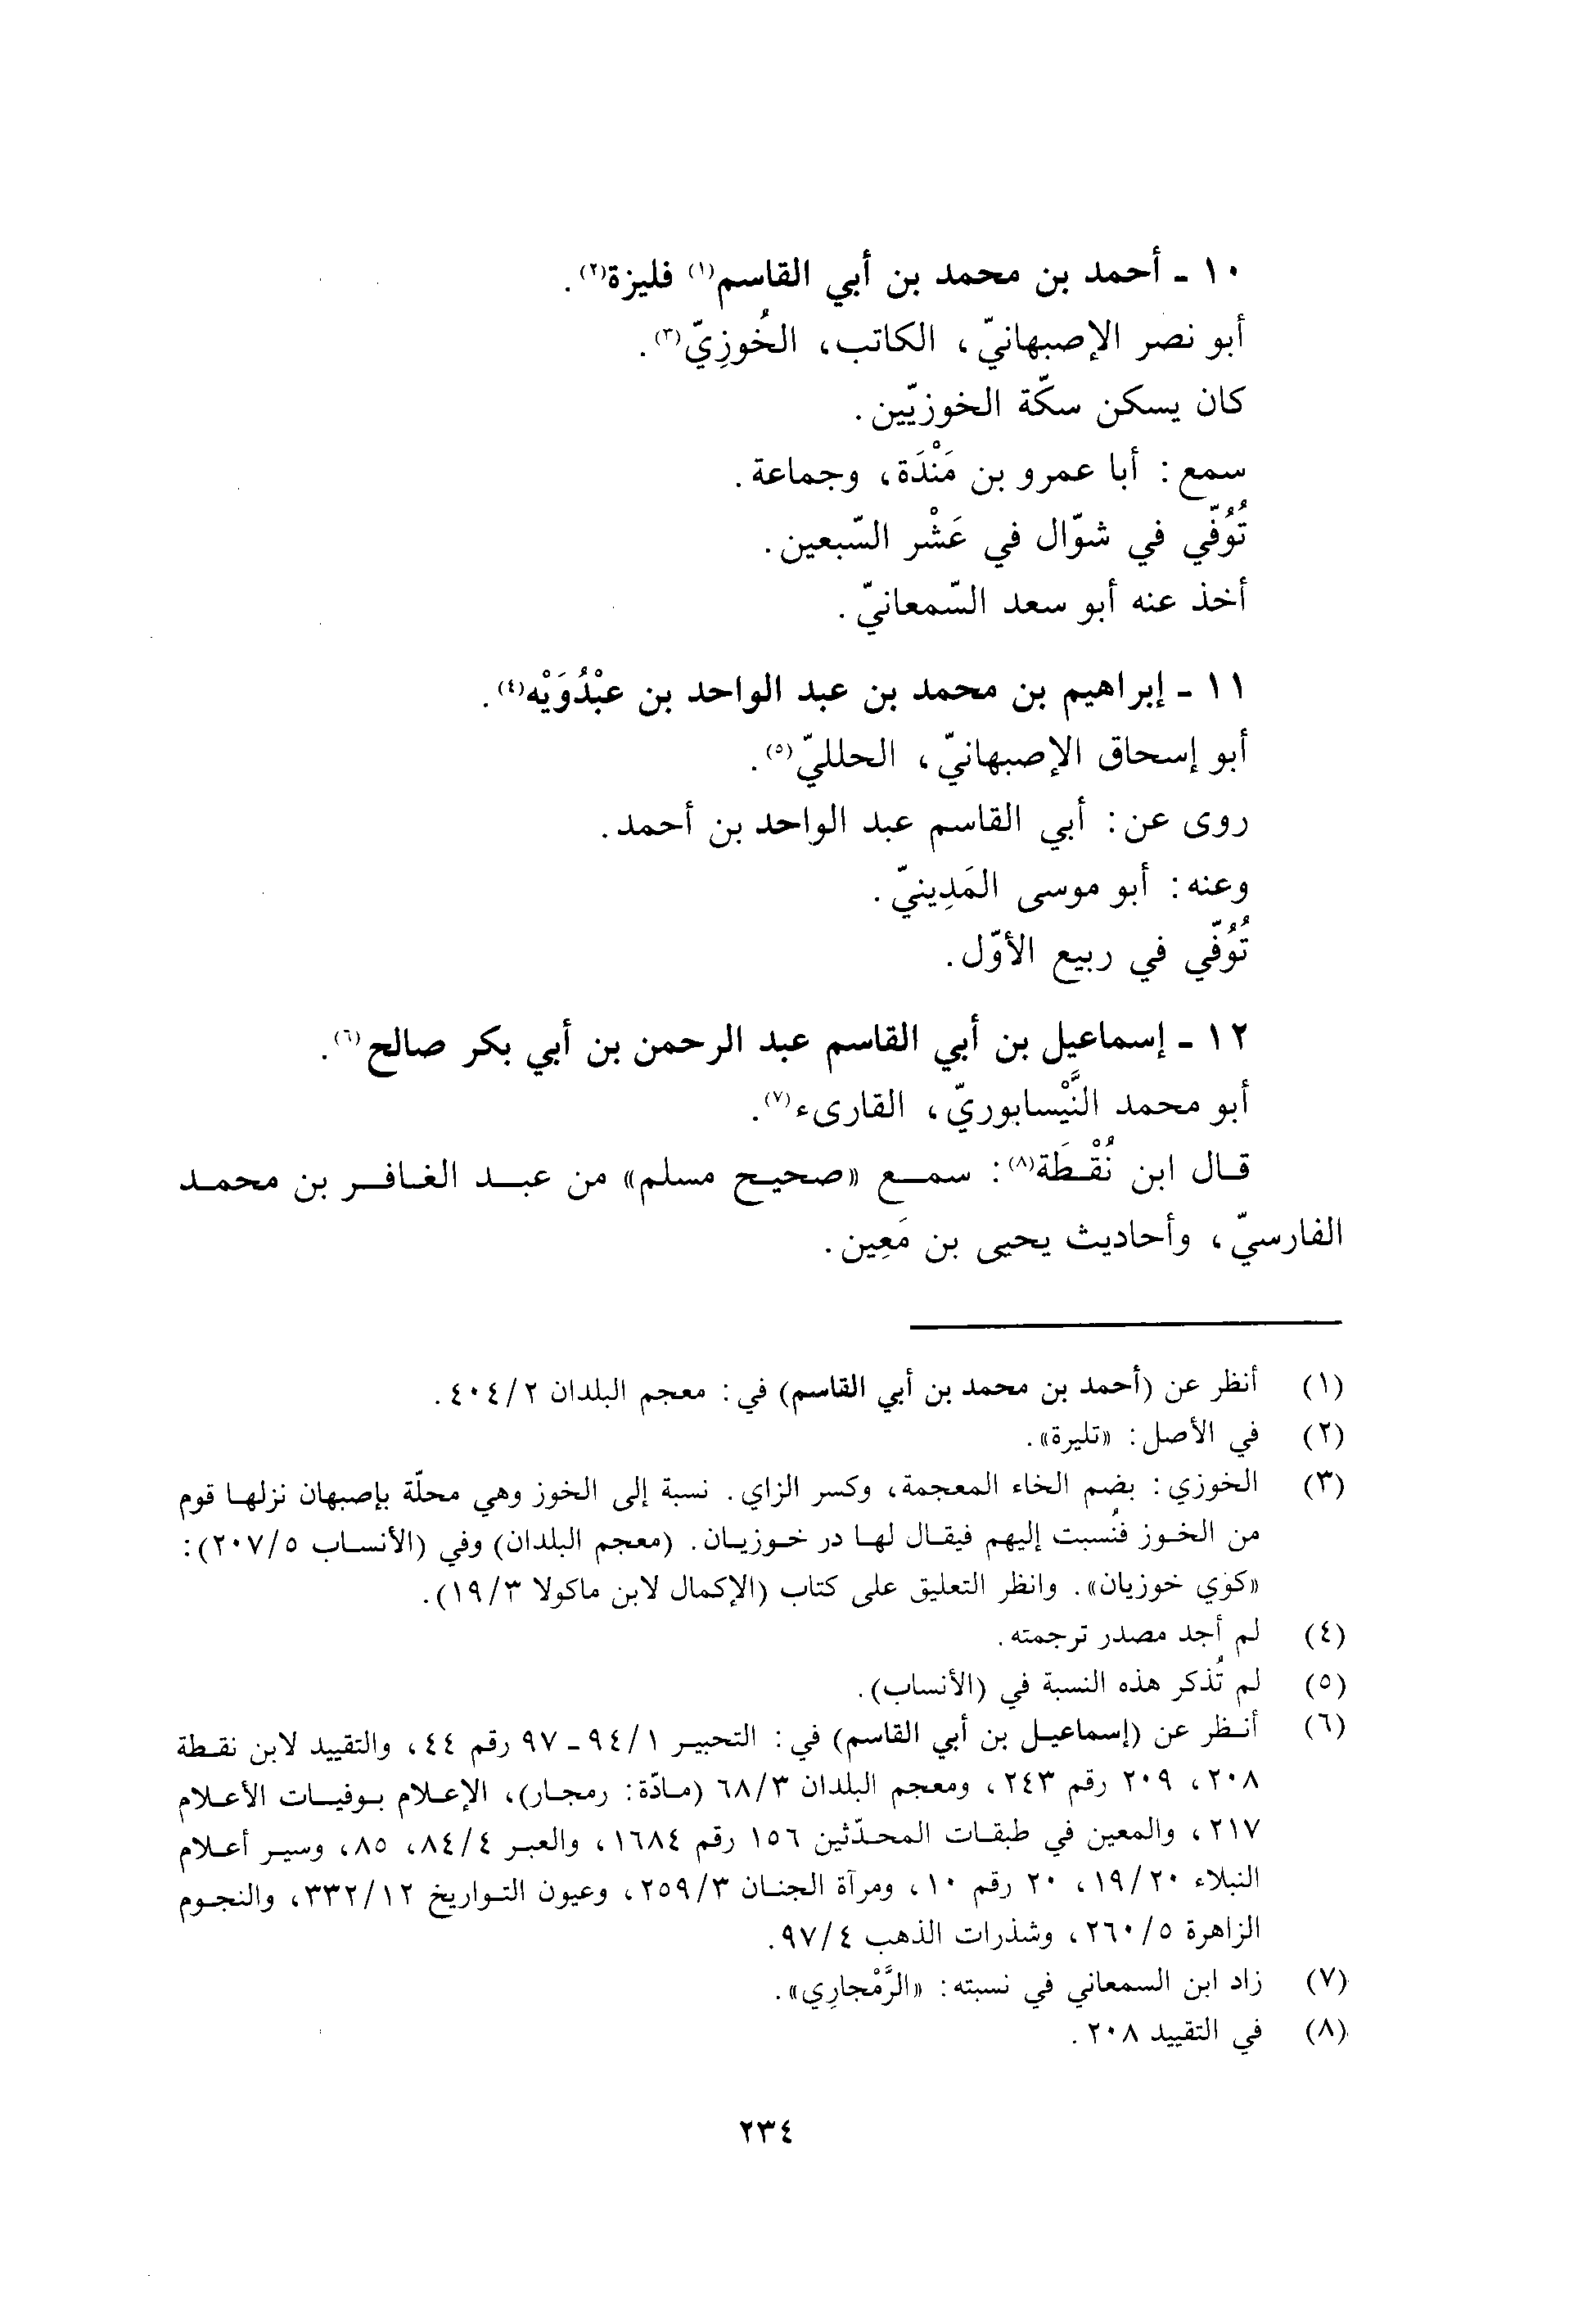 ١٠ ـ أحمد بن محمد بن أبي القاسم(١) فليزة(٢).
أبو نصر الإصبهانيّ، الكاتب، الخُوزِيّ(٣).
كان يسكن سكّة الخوزيّين.
سمع: أبا عمرو بن مَنْدَة، وجماعة.
تُوُفّي في شوّال في عَشْر السّبعين.
أخذ عنه أبو سعد السّمعانيّ.
١١ ـ إبراهيم بن محمد بن عبد الواحد بن عبْدُوَيْه(٤).
أبو إسحاق الإصبهانيّ، الحلليّ(٥).
روى عن: أبي القاسم عبد الواحد بن أحمد.
وعنه: أبو موسى المَدِينيّ.
تُوُفّي في ربيع الأوّل.
١٢ ـ إسماعيل بن أبي القاسم عبد الرحمن بن أبي بكر صالح(٦).
أبو محمد النَّيْسابوريّ، القارىء(٧).
قال ابن نُقْطَة(٨): سمع «صحيح مسلم» من عبد الغافر بن محمد
الفارسيّ، وأحاديث يحيى بن مَعِين.
(١) أنظر عن (أحمد بن محمد بن أبي القاسم) في: معجم البلدان ٤٠٤/٢.
(٢) في الأصل: «تليرة».
(٣) الخوزي: بضم الخاء المعجمة، وكسر الزاي. نسبة إلى الخوز وهي محلّة بإصبهان نزلها قوم
من الخوز فنُسبت إليهم فيقال لها در خوزيان. (معجم البلدان) وفي (الأنساب ٢٠٧/٥):
«كوي خوزيان». وانظر التعليق على كتاب (الإكمال لابن ماكولا ١٩/٣).
(٤) لم أجد مصدر ترجمته.
(٥) لم تُذكر هذه النسبة في (الأنساب).
(٦) أنظر عن (إسماعيل بن أبي القاسم) في: التحبير ٩٤/١ ـ ٩٧ رقم ٤٤، والتقييد لابن نقطة
٢٠٨، ٢٠٩ رقم ٢٤٣، ومعجم البلدان ٦٨/٣ (مادّة: رمجار)، الإعلام بوفيات الأعلام
٢١٧، والمعين في طبقات المحدّثين ١٥٦ رقم ١٦٨٤، والعبر ٨٤/٤، ٨٥، وسير أعلام
النبلاء ١٩/٢٠، ٢٠ رقم ١٠، ومرآة الجنان ٢٥٩/٣، وعيون التواريخ ٣٣٢/١٢، والنجوم
الزاهرة ٢٦٠/٥، وشذرات الذهب ٩٧/٤.
(٧) زاد ابن السمعاني في نسبته: «الرَّمْجارِي».
(٨) في التقييد ٢٠٨.
٢٣٤